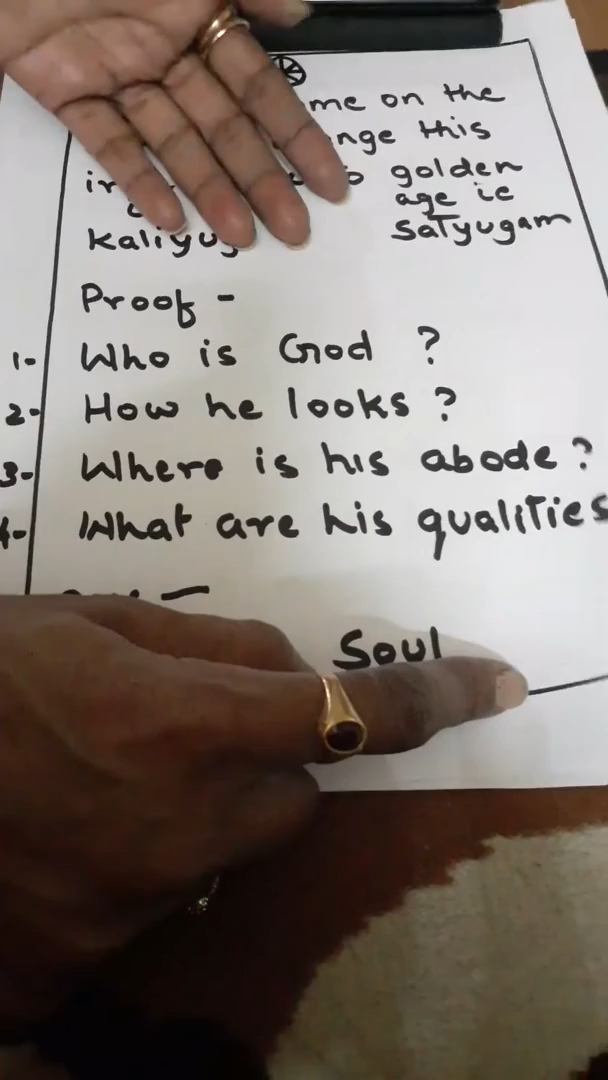 me on the
nge this
golden
age ie
Kaliyug
Satyugam
Proof -
1- Who is God ?
2- How he looks ?
3- Where is his abode ?
4- What are his qualities
Soul